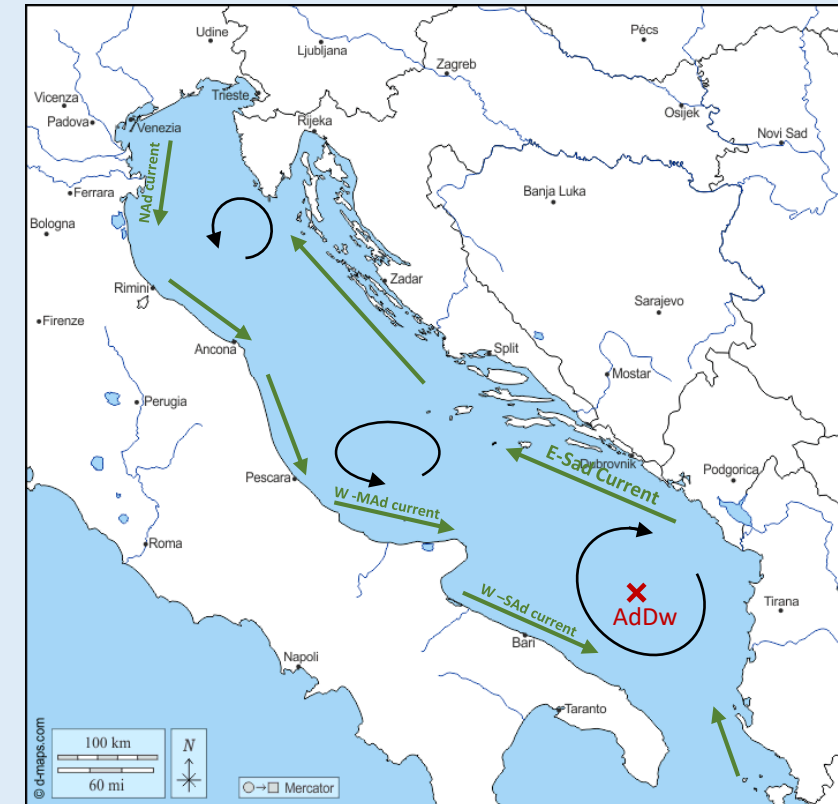 Udine
Ljubljana
Pécs
Zagreb
Vicenza
Trieste
Padova
Venezia
Rijeka
Osijek
Novi Sad
NAd current
Ferrara
Banja Luka
Bologna
Zadar
Rimini
Sarajevo
Firenze
Ancona
Split
Mostar
Perugia
E-Sad Current
Dubrovnik
Podgorica
Pescara
W -MAd current
Roma
AdDw
Tirana
W –SAd current
Bari
Napoli
Taranto
© d-maps.com
100 km
60 mi
N
Mercator